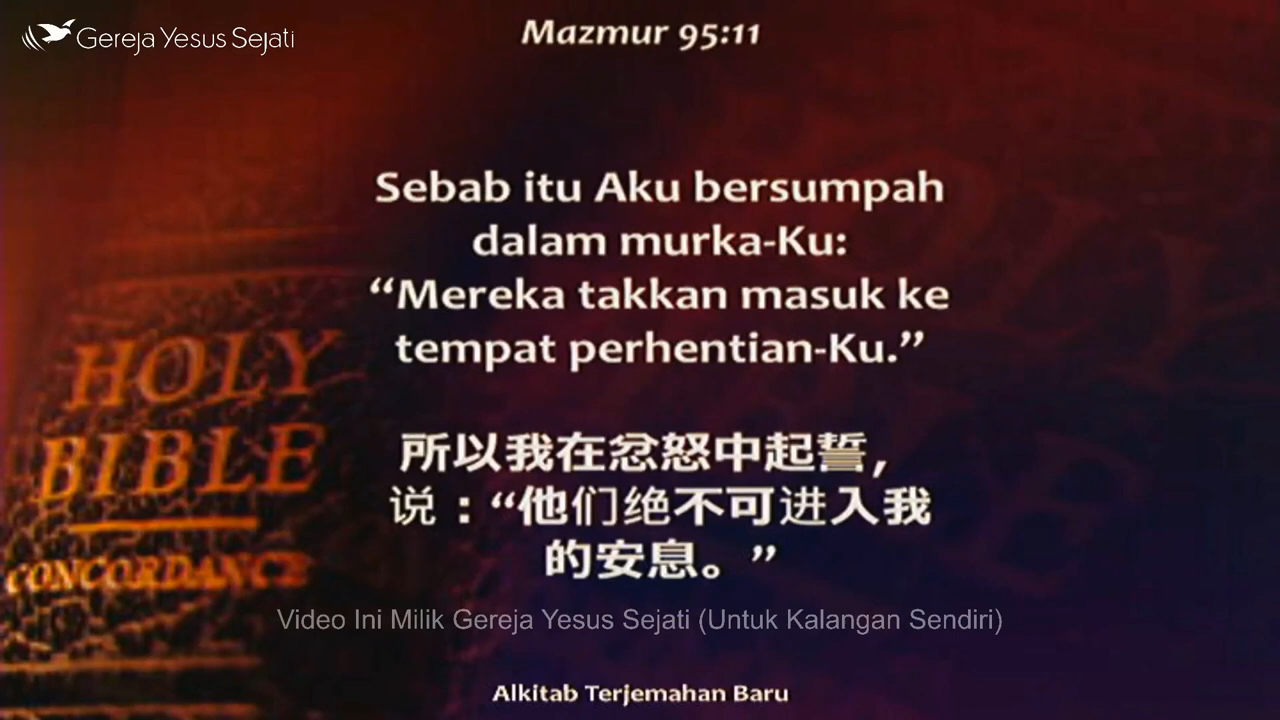 Gereja Yesus Sejati
Mazmur 95:11
Sebab itu Aku bersumpah
dalam murka-Ku:
“Mereka takkan masuk ke
tempat perhentian-Ku.”
所以我在忿怒中起誓，
说：“他们绝不可进入我
的安息。”
HOLY
BIBLE
CONCORDANCE
Video Ini Milik Gereja Yesus Sejati (Untuk Kalangan Sendiri)
Alkitab Terjemahan Baru